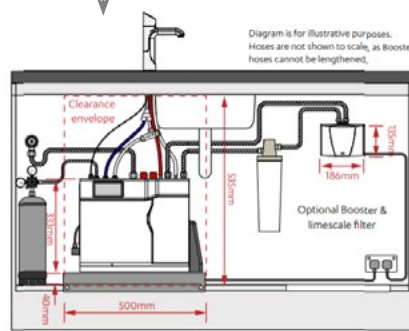 Diagram is for illustrative purposes.
Hoses are not shown to scale, as Booster
hoses cannot be lengthened,
Clearance
envelope
135mm
186mm
535mm
Optional Booster &
limescale filter
333mm
40mm
500mm